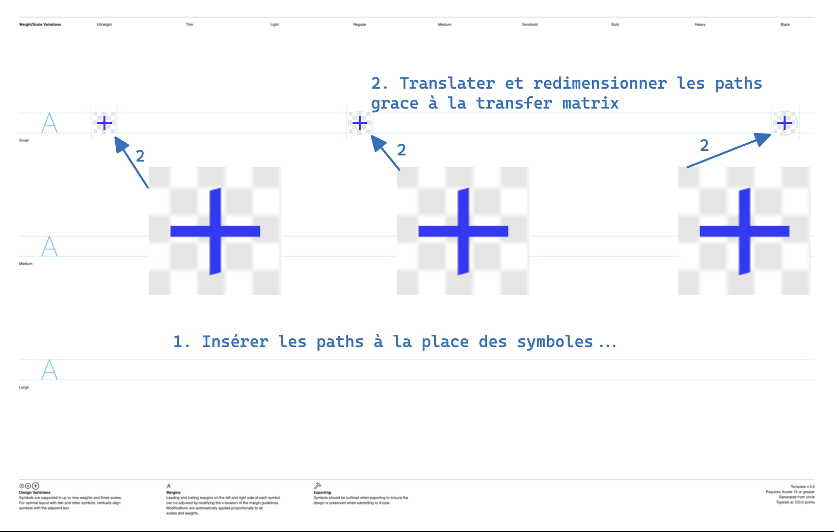 Weight/Scale Variations Ultralight Thin Light Regular Medium Semibold Bold Heavy Black
2. Translater et redimensionner les paths
grace à la transfer matrix
A
Small
2 2 2
A
Medium
1. Insérer les paths à la place des symboles...
A
Large
Design Variations
Symbols are supported in up to nine weights and three scales.
For optimal layout with text and other symbols, vertically align
symbols with the adjacent text.
A
Margins
Leading and trailing margins on the left and right side of each symbol
can be adjusted by modifying the x-location of the margin guidelines.
Modifications are automatically applied proportionally to all
scales and weights.
Exporting
Symbols should be outlined when exporting to ensure the
design is preserved when submitting to Xcode.
Template v.5.0
Requires Xcode 15 or greater
Generated from circle
Typeset at 100.0 points